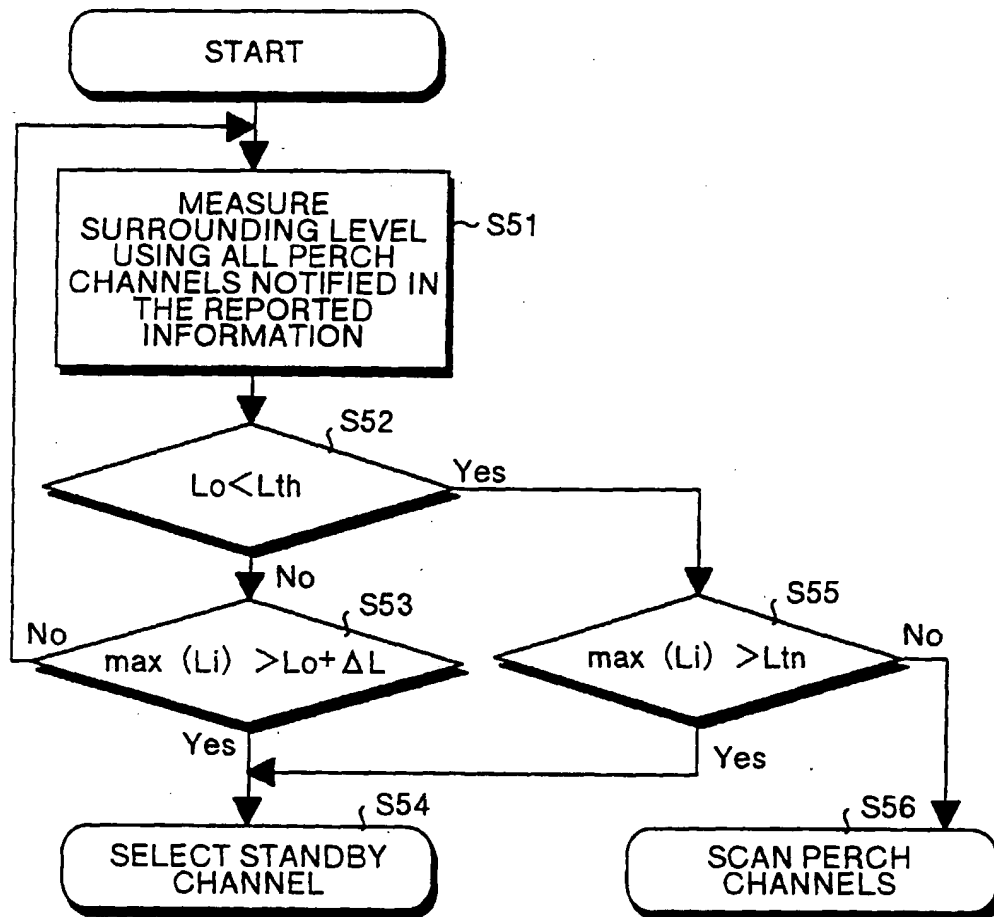 START
MEASURE
SURROUNDING LEVEL
USING ALL PERCH
CHANNELS NOTIFIED IN
THE REPORTED
INFORMATION
S51
S52
Lo<Lth
Yes
No
S53
No
max (Li) >Lo+ΔL
Yes
S55
max (Li) >Ltn
No
Yes
S54
SELECT STANDBY
CHANNEL
S56
SCAN PERCH
CHANNELS